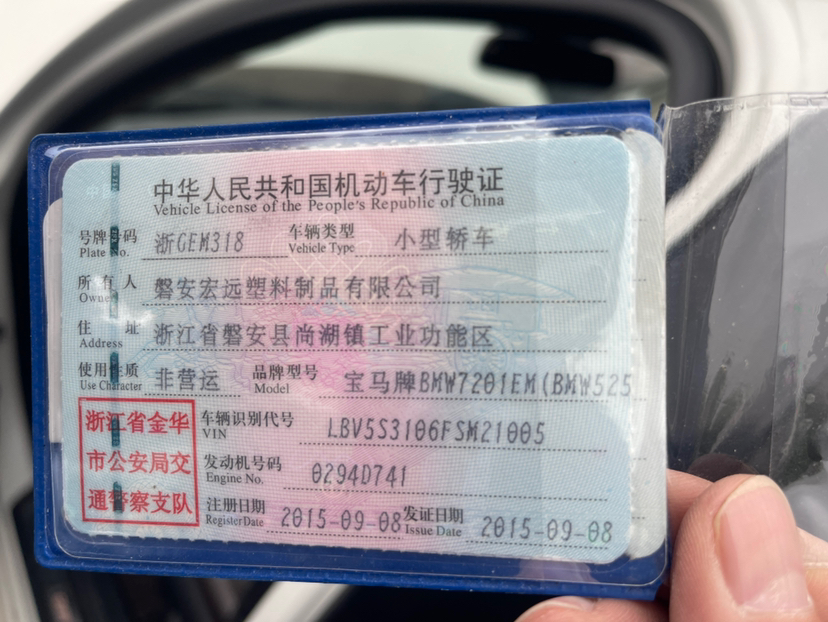 中华人民共和国机动车行驶证
Vehicle License of the People's Republic of China
号牌号码 浙GEM318 车辆类型 小型轿车
Plate No. Vehicle Type
所有人 磐安宏远塑料制品有限公司
Owner
住址 浙江省磐安县尚湖镇工业功能区
Address
使用性质 非营运 品牌型号 宝马牌BMW7201EM(BMW525
Use Character Model
浙江省金华
市公安局交
通警察支队
车辆识别代号 LBV5S3106FSM21005
VIN
发动机号码 0294D741
Engine No.
注册日期 2015-09-08 发证日期 2015-09-08
Register Date Issue Date